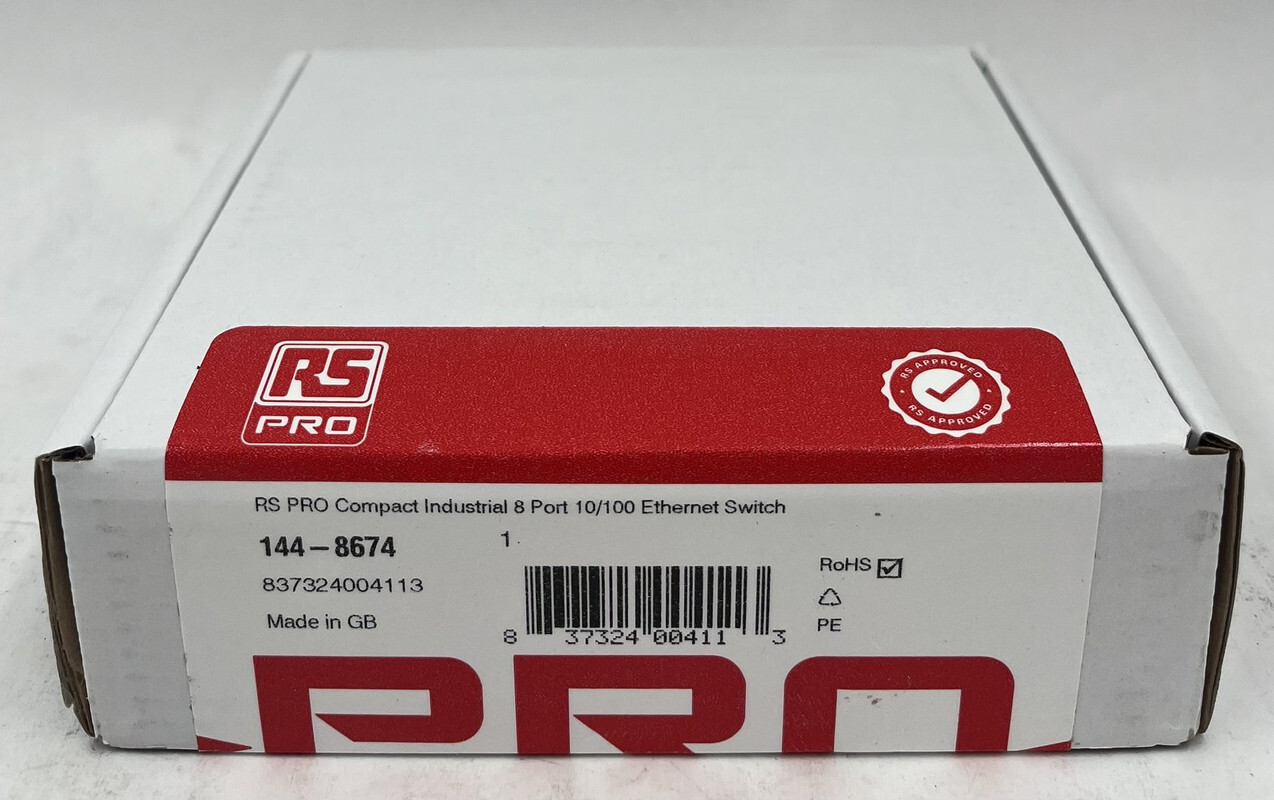 RS
PRO
RS APPROVED
RS APPROVED
RS PRO Compact Industrial 8 Port 10/100 Ethernet Switch
144-8674
1
837324004113
RoHS
Made in GB
PE
8 37324 00411 3
PRO